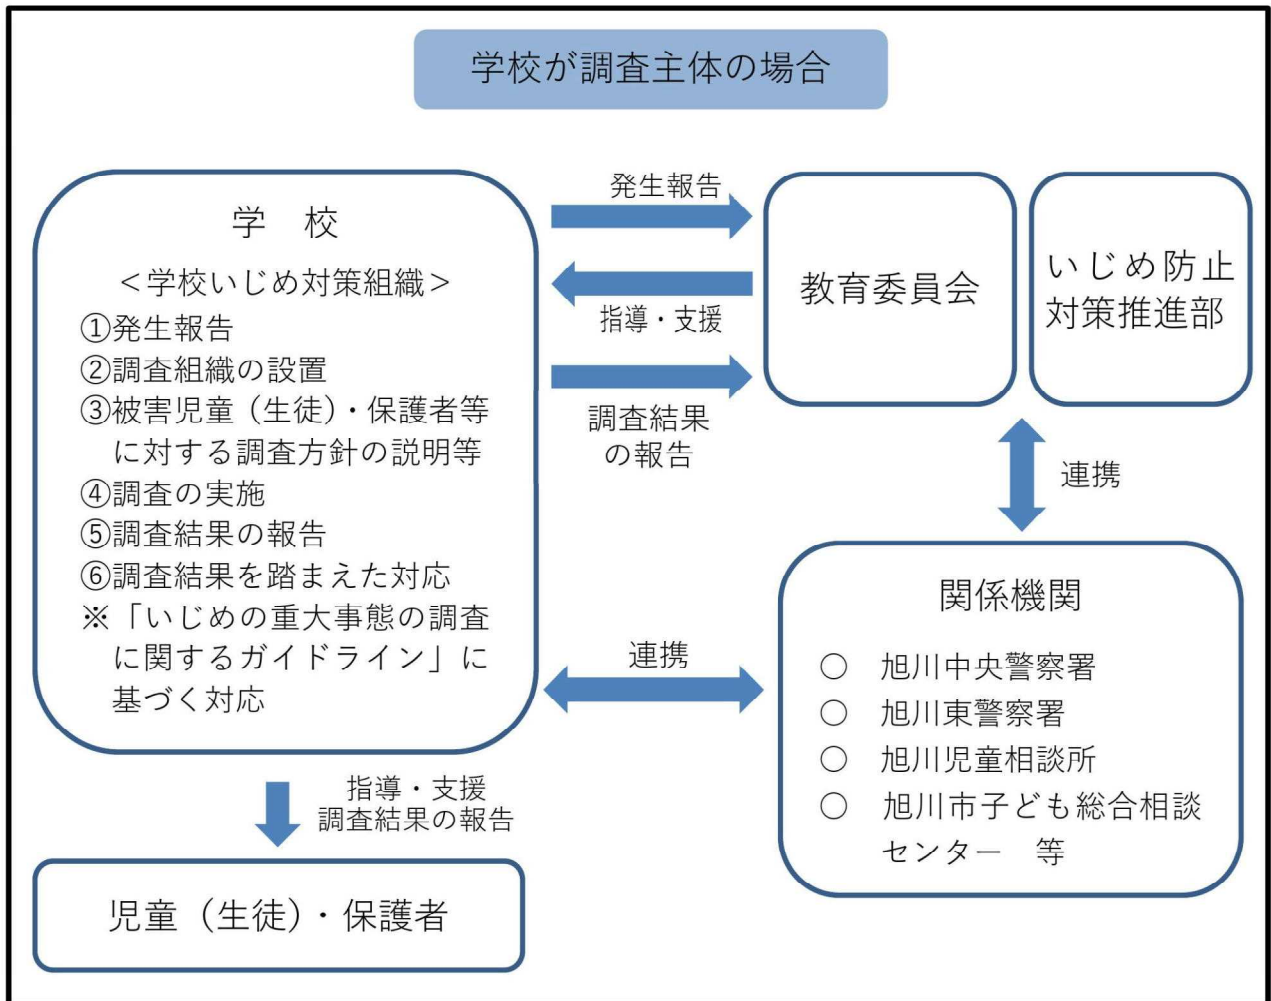 学校が調査主体の場合
学　校
＜学校いじめ対策組織＞
①発生報告
②調査組織の設置
③被害児童（生徒）・保護者等
に対する調査方針の説明等
④調査の実施
⑤調査結果の報告
⑥調査結果を踏まえた対応
※「いじめの重大事態の調査
に関するガイドライン」に
基づく対応
発生報告
指導・支援
調査結果
の報告
教育委員会
いじめ防止
対策推進部
連携
連携
関係機関
○　旭川中央警察署
○　旭川東警察署
○　旭川児童相談所
○　旭川市子ども総合相談
センター　等
指導・支援
調査結果の報告
児童（生徒）・保護者